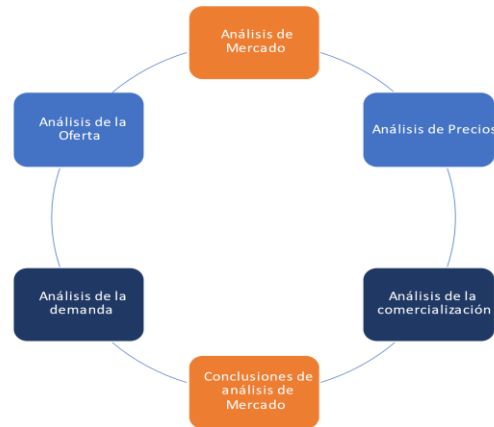 Análisis de
Mercado
Análisis de la
Oferta
Análisis de Precios
Análisis de la
demanda
Análisis de la
comercialización
Conclusiones de
análisis de
Mercado